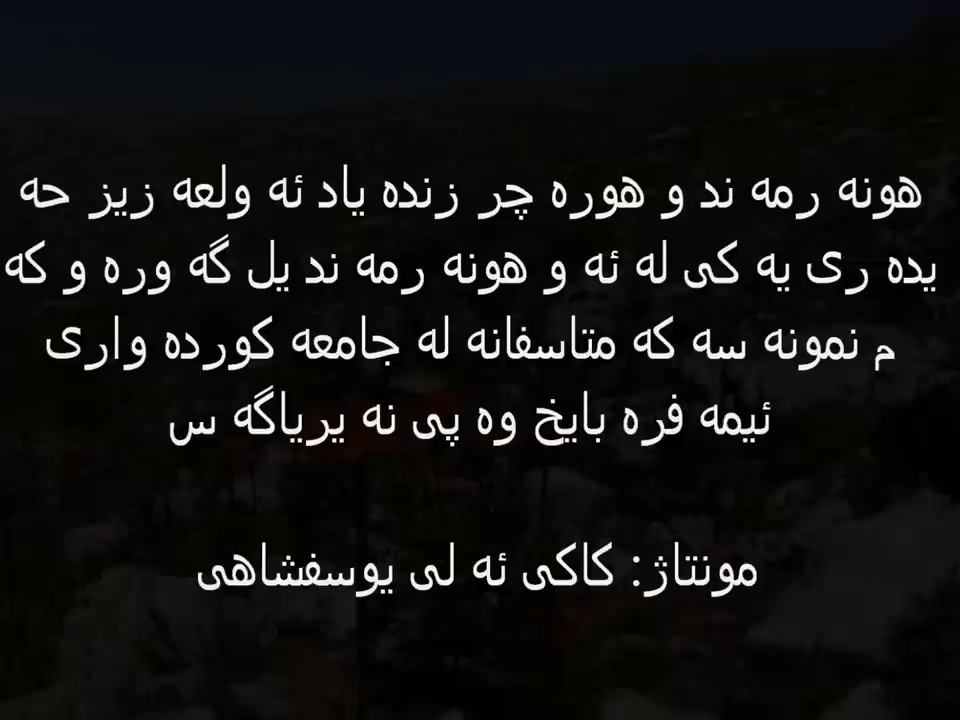 هونه رمه ند و هوره چر زنده یاد ئه ولعه زیز حه
یده ری یه کی له ئه و هونه رمه ند یل گه وره و که
م نمونه سه که متاسفانه له جامعه کورده واری
ئیمه فره بایخ وه پی نه یریاگه س
مونتاژ: کاکی ئه لی یوسفشاهی